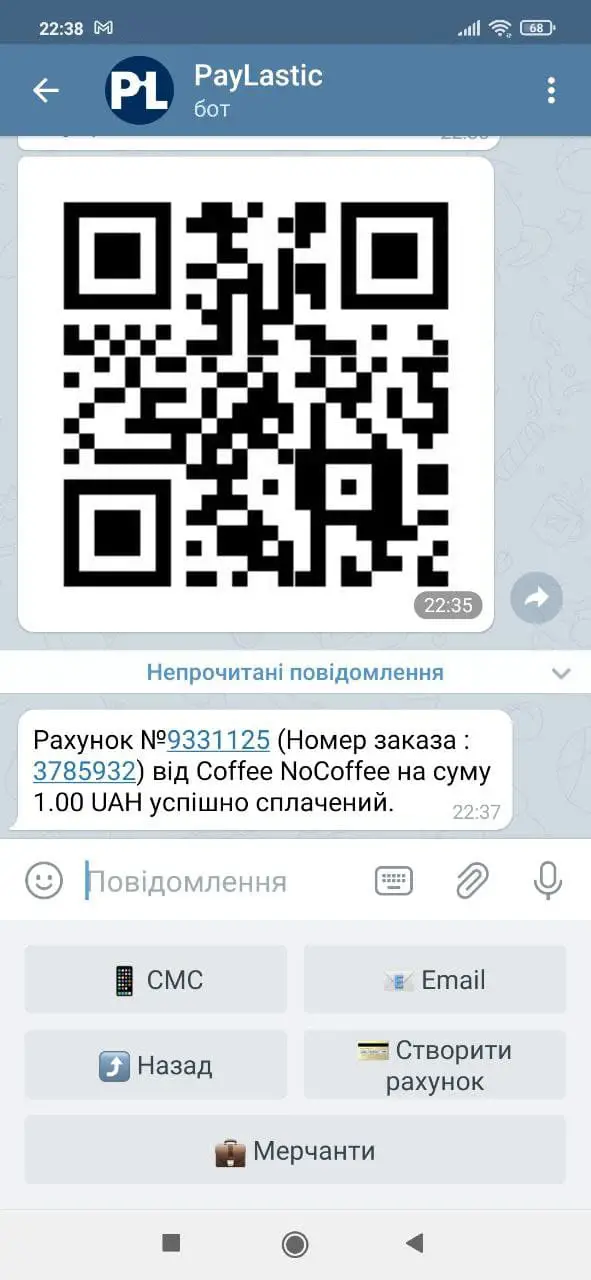 22:38
68
PayLastic
PL
бот
22:35
Непрочитані повідомлення
Рахунок №9331125 (Номер заказа :
3785932) від Coffee NoCoffee на суму
1.00 UAH успішно сплачений.
22:37
Повідомлення
СМС
Email
Назад
Створити
рахунок
Мерчанти